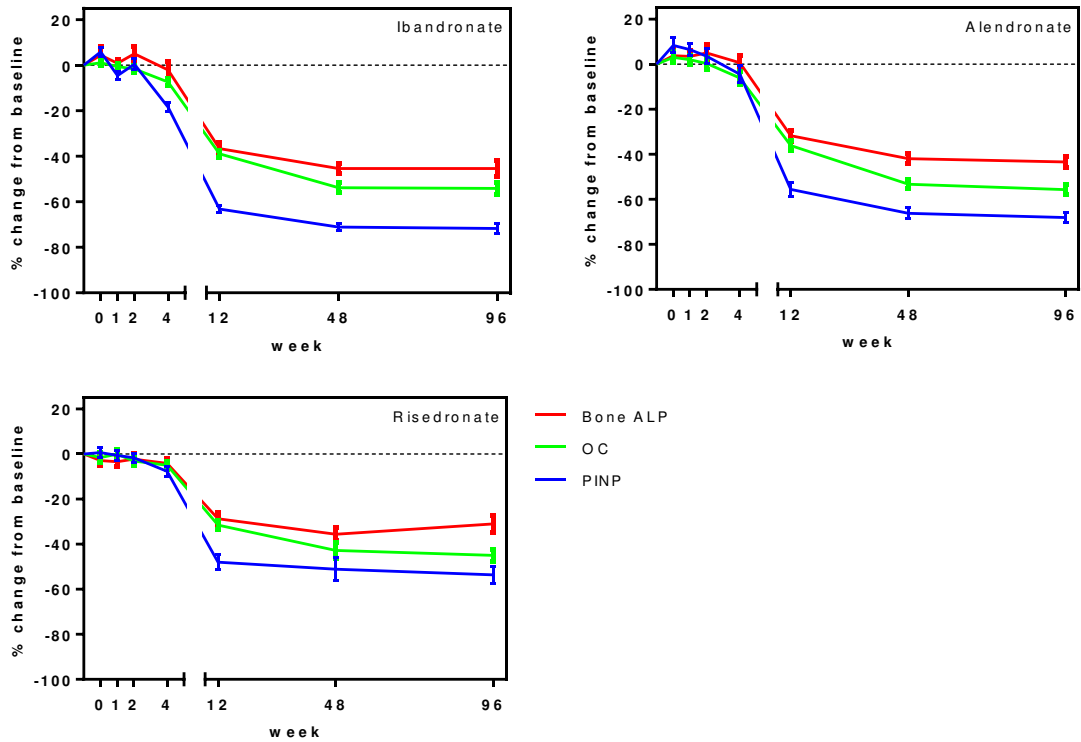 Ibandronate
% change from baseline
20
0
-20
-40
-60
-80
-100
0 1 2 4 12 48 96
week
Alendronate
% change from baseline
20
0
-20
-40
-60
-80
-100
0 1 2 4 12 48 96
week
Risedronate
% change from baseline
20
0
-20
-40
-60
-80
-100
0 1 2 4 12 48 96
week
Bone ALP
OC
PINP